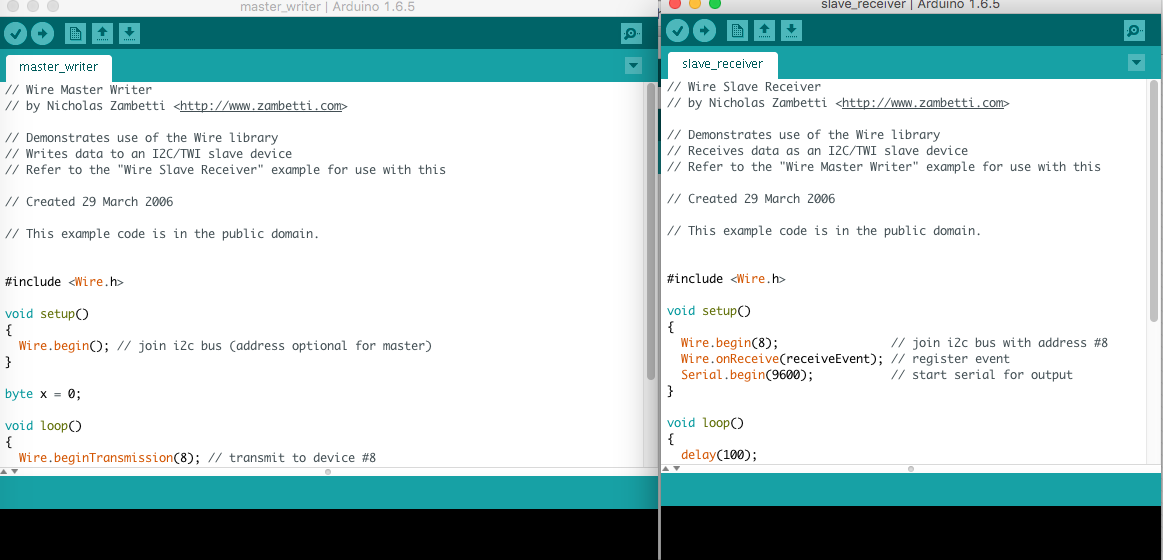 master_writer | Arduino 1.6.5
master_writer
// Wire Master Writer
// by Nicholas Zambetti <http://www.zambetti.com>
// Demonstrates use of the Wire library
// Writes data to an I2C/TWI slave device
// Refer to the "Wire Slave Receiver" example for use with this
// Created 29 March 2006
// This example code is in the public domain.
#include <Wire.h>
void setup()
{
Wire.begin(); // join i2c bus (address optional for master)
}
byte x = 0;
void loop()
{
Wire.beginTransmission(8); // transmit to device #8
slave_receiver | Arduino 1.6.5
slave_receiver
// Wire Slave Receiver
// by Nicholas Zambetti <http://www.zambetti.com>
// Demonstrates use of the Wire library
// Receives data as an I2C/TWI slave device
// Refer to the "Wire Master Writer" example for use with this
// Created 29 March 2006
// This example code is in the public domain.
#include <Wire.h>
void setup()
{
Wire.begin(8); // join i2c bus with address #8
Wire.onReceive(receiveEvent); // register event
Serial.begin(9600); // start serial for output
}
void loop()
{
delay(100);